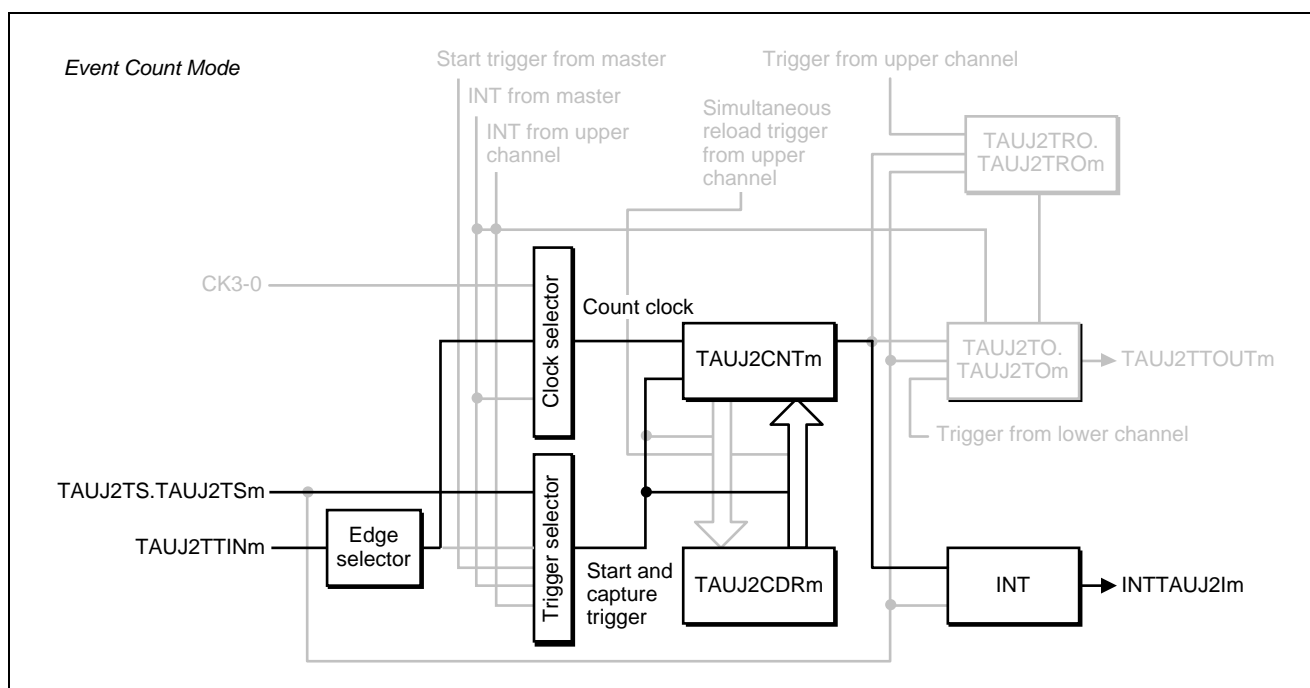 Event Count Mode
Start trigger from master
Trigger from upper channel
INT from master
Simultaneous
reload trigger
from upper
channel
INT from upper
channel
TAUJ2TRO.
TAUJ2TROm
CK3-0
Clock selector
Count clock
TAUJ2CNTm
TAUJ2TO.
TAUJ2TOm
TAUJ2TTOUTm
Trigger from lower channel
TAUJ2TS.TAUJ2TSm
TAUJ2TTINm
Edge
selector
Trigger selector
Start and
capture
trigger
TAUJ2CDRm
INT
INTTAUJ2Im